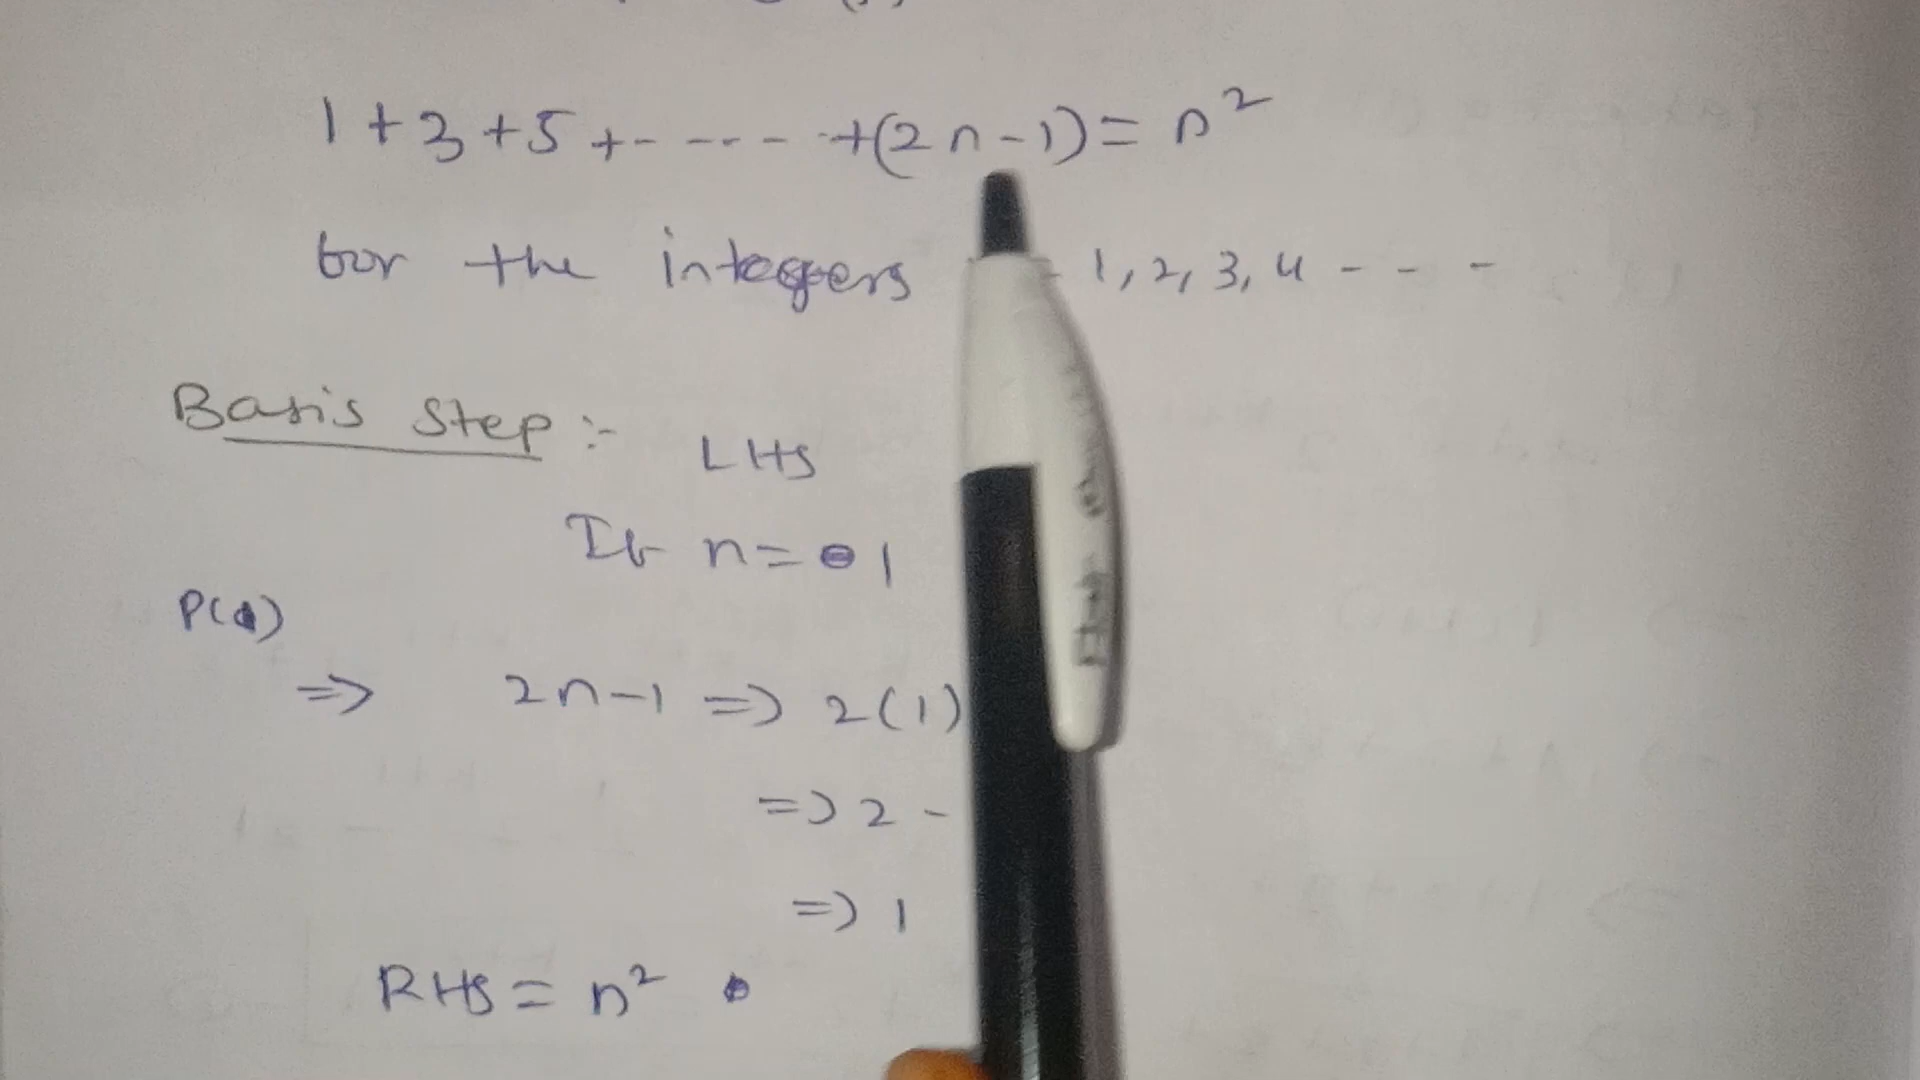 1+3+5+----- +(2n-1)= n²
for the integers 1, 2, 3, 4 - - -
Basis Step :-
LHS
If n= 1
P( )
=> 2n-1 => 2(1)
=> 2 -
=> 1
RHS = n²